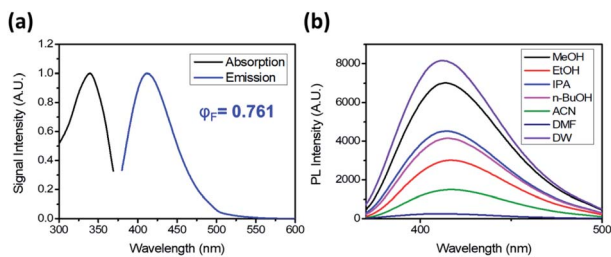 (a)
Signal Intensity (A.U.)
1.2
1.0
0.8
0.6
0.4
0.2
0.0
Absorption
Emission
φF= 0.761
300 350 400 450 500 550 600
Wavelength (nm)
(b)
PL Intensity (A.U.)
8000
6000
4000
2000
0
MeOH
EtOH
IPA
n-BuOH
ACN
DMF
DW
400 500
Wavelength (nm)